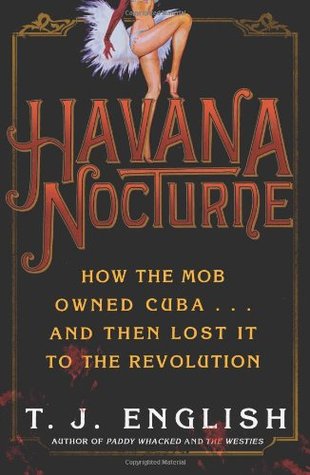 HAVANA
NOCTURNE
HOW THE MOB
OWNED CUBA . . .
AND THEN LOST IT
TO THE REVOLUTION
T. J. ENGLISH
AUTHOR OF PADDY WHACKED AND THE WESTIES